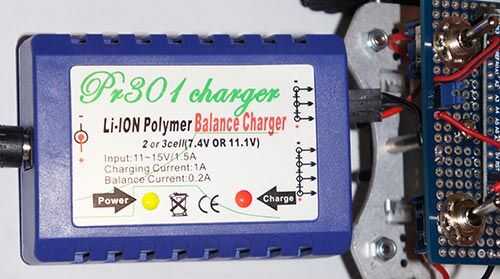 Pr301 charger
Li-ION Polymer Balance Charger
2 or 3cell(7.4V OR 11.1V)
Input:11~15V/1.5A
Charging Current:1A
Balance Current:0.2A
Power CE Charge